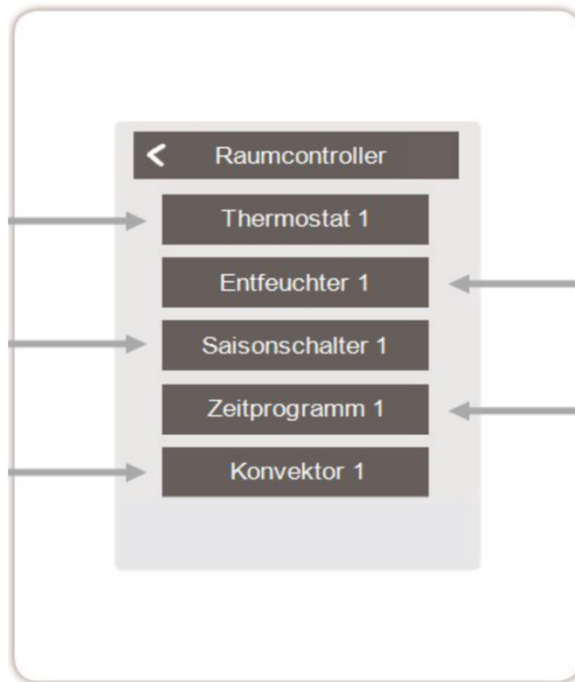 Raumcontroller
Thermostat 1
Entfeuchter 1
Saisonschalter 1
Zeitprogramm 1
Konvektor 1